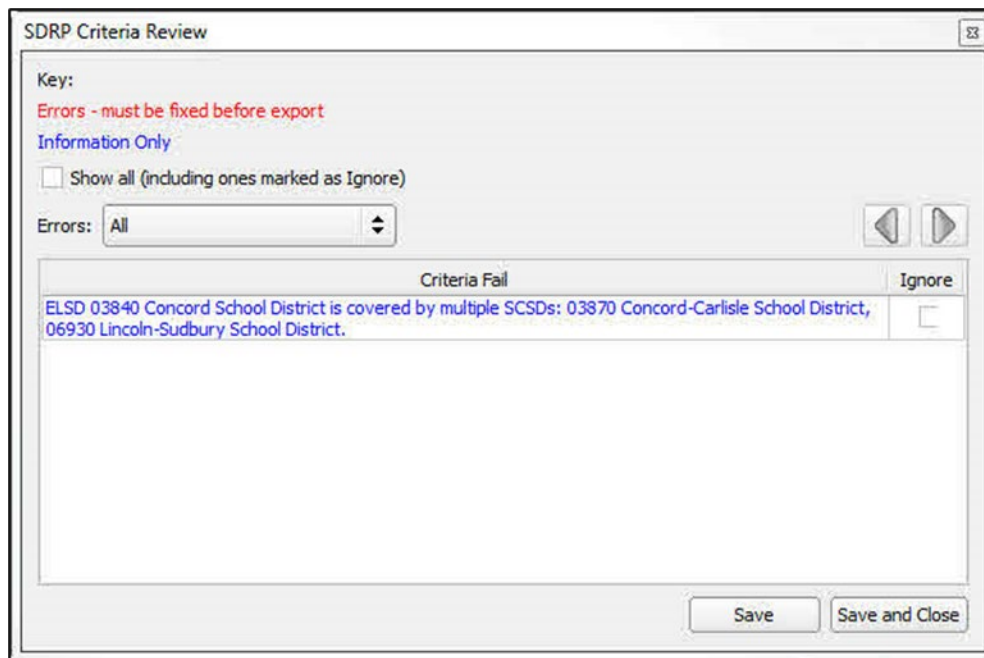 SDRP Criteria Review
Key:
Errors - must be fixed before export
Information Only
Show all (including ones marked as Ignore)
Errors: All
Criteria Fail Ignore
ELSD 03840 Concord School District is covered by multiple SCSDs: 03870 Concord-Carlisle School District,
06930 Lincoln-Sudbury School District.
Save Save and Close